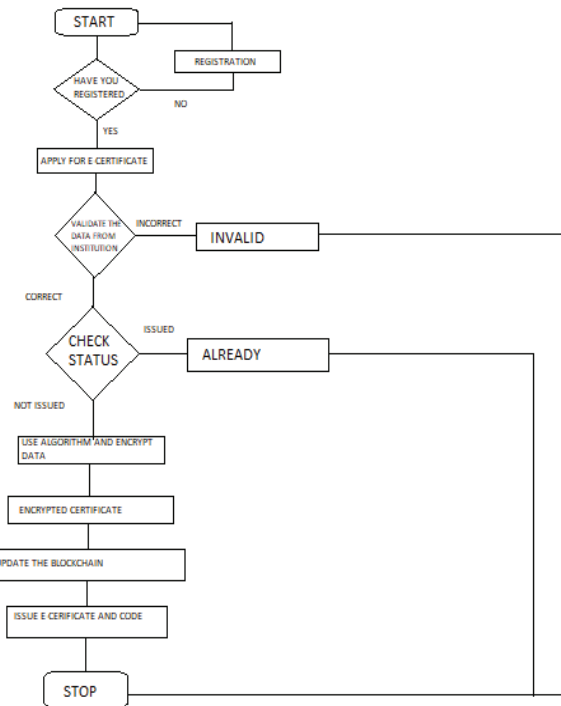 START
REGISTRATION
HAVE YOU
REGISTERED
NO
YES
APPLY FOR E CERTIFICATE
VALIDATE THE
DATA FROM
INSTITUTION
INCORRECT
INVALID
CORRECT
CHECK
STATUS
ISSUED
ALREADY
NOT ISSUED
USE ALGORITHM AND ENCRYPT
DATA
ENCRYPTED CERTIFICATE
UPDATE THE BLOCKCHAIN
ISSUE E CERIFICATE AND CODE
STOP